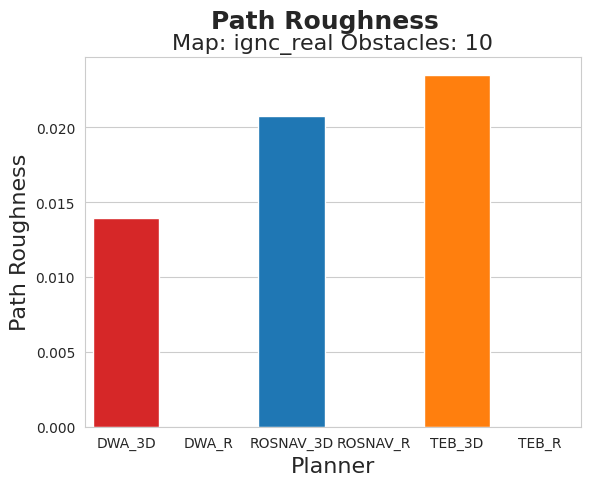 Path Roughness
Map: ignc_real Obstacles: 10
Path Roughness
0.020
0.015
0.010
0.005
0.000
DWA_3D DWA_R ROSNAV_3D ROSNAV_R TEB_3D TEB_R
Planner